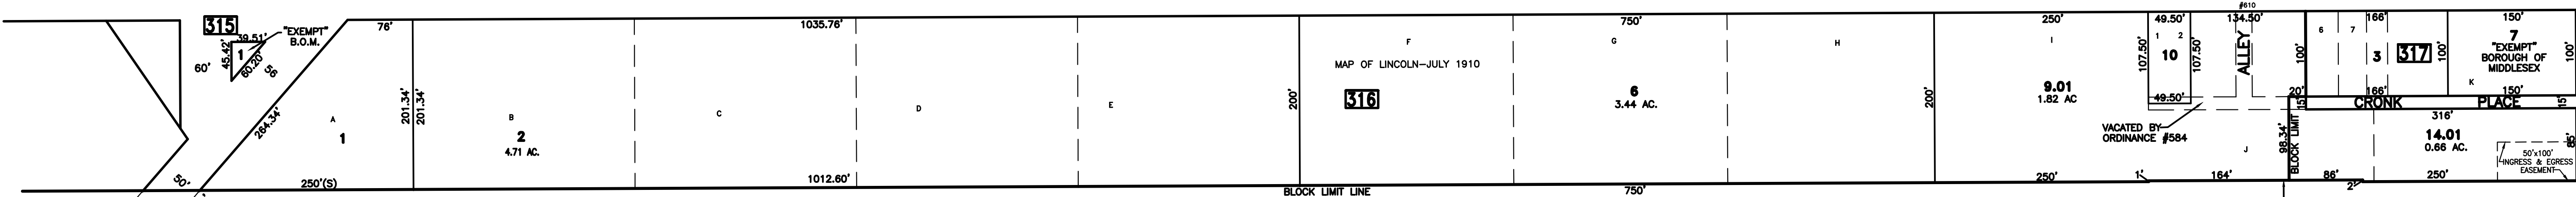 315
39.51'
45.42'
1
60.20'
56
"EXEMPT"
B.O.M.
60'
50'
264.34'
76'
A
1
250'(S)
201.34'
201.34'
1035.76'
B
2
4.71 AC.
C
D
E
1012.60'
200'
F
MAP OF LINCOLN-JULY 1910
316
BLOCK LIMIT LINE
750'
G
6
3.44 AC.
750'
H
200'
250'
I
9.01
1.82 AC
250'
49.50'
1 2
107.50'
10
107.50'
49.50'
#610
134.50'
ALLEY
VACATED BY
ORDINANCE #584
J
1'
164'
98.34'
BLOCK LIMIT
20'
15'
100'
166'
6 7
3
317
166'
100'
150'
7
"EXEMPT"
BOROUGH OF
MIDDLESEX
K
100'
150'
CRONK PLACE
15'
316'
14.01
0.66 AC.
85'
50'x100'
INGRESS & EGRESS
EASEMENT
86'
2'
250'